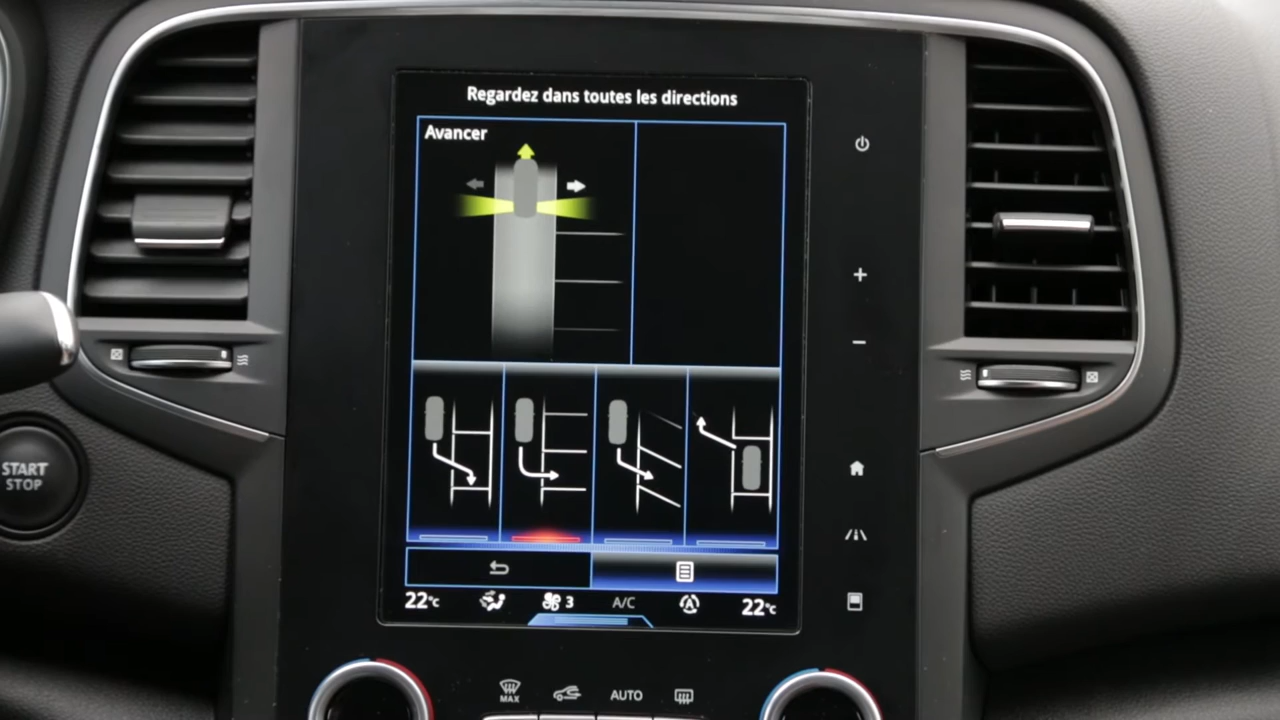 Regardez dans toutes les directions
Avancer
START
STOP
22°C
3
A/C
A
22°C
MAX
AUTO